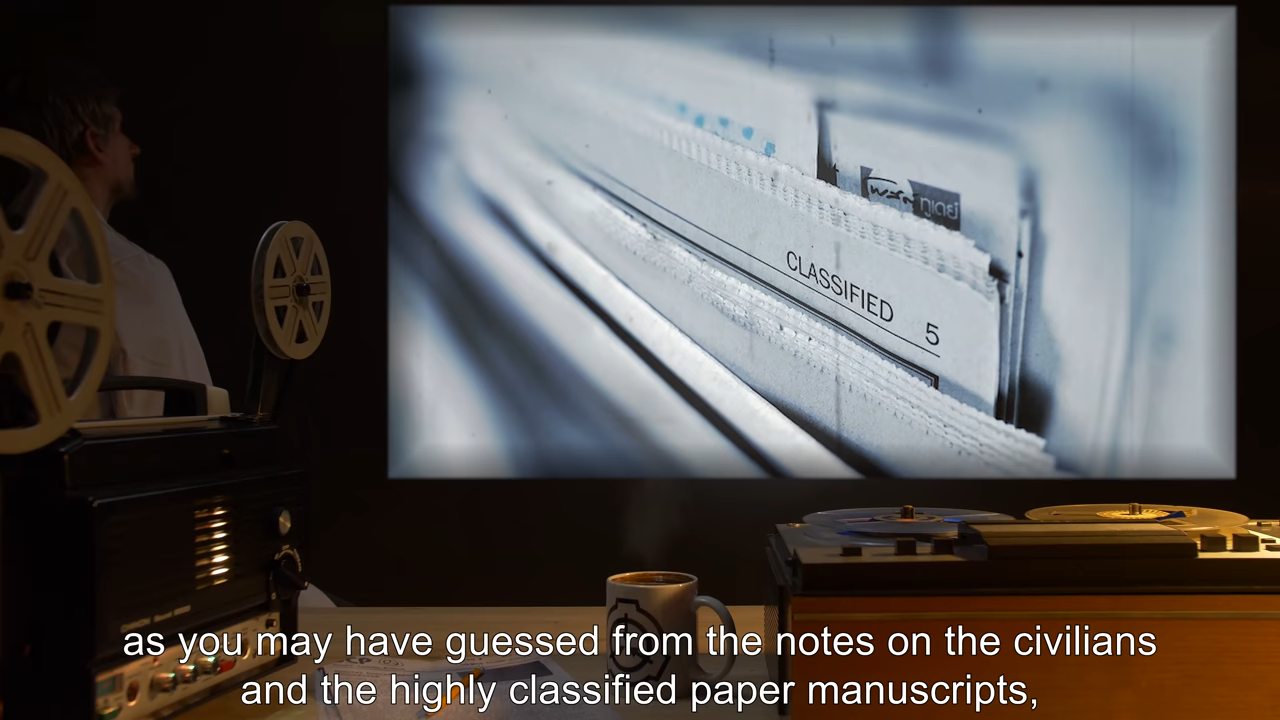 CLASSIFIED 5
as you may have guessed from the notes on the civilians
and the highly classified paper manuscripts,